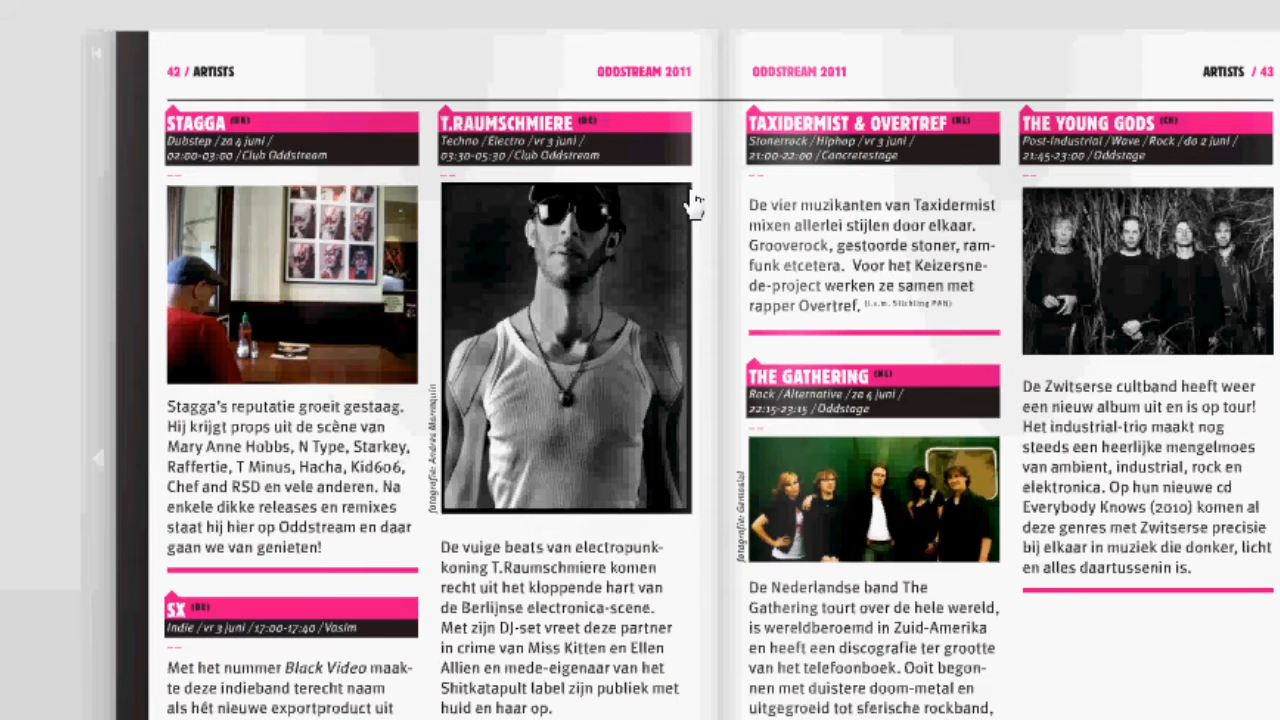 42 / ARTISTS
ODDSTREAM 2011
STAGGA
Dubstep / za 4 juni /
02:00-03:00 / Club Oddstream
Stagga's reputatie groeit gestaag.
Hij krijgt props uit de scène van
Mary Anne Hobbs, N Type, Starkey,
Raffertie, T Minus, Hacha, Kid606,
Chef and RSD en vele anderen. Na
enkele dikke releases en remixes
staat hij hier op Oddstream en daar
gaan we van genieten!
SX
Indie / vr 3 juni / 17:00-17:40 / Vasim
Met het nummer Black Video maak-
te deze indieband terecht naam
als hét nieuwe exportproduct uit
T.RAUMSCHMIERE (DE)
Techno / Electro / vr 3 juni /
03:30-05:30 / Club Oddstream
fotografie: Andres Marroquin
De vuige beats van electropunk-
koning T.Raumschmiere komen
recht uit het kloppende hart van
de Berlijnse electronica-scene.
Met zijn DJ-set vreet deze partner
in crime van Miss Kitten en Ellen
Allien en mede-eigenaar van het
Shitkatapult label zijn publiek met
huid en haar op.
ODDSTREAM 2011
ARTISTS / 43
TAXIDERMIST & OVERTREF (NL)
Stonerrock / Hiphop / vr 3 juni /
21:00-22:00 / Concretestage
De vier muzikanten van Taxidermist
mixen allerlei stijlen door elkaar.
Grooverock, gestoorde stoner, ram-
funk etcetera. Voor het Keizersne-
de-project werken ze samen met
rapper Overtref. (i.s.m. Stichting PAN)
THE GATHERING (NL)
Rock / Alternative / za 4 juni /
22:15-23:15 / Oddstage
fotografie:
De Nederlandse band The
Gathering tourt over de hele wereld,
is wereldberoemd in Zuid-Amerika
en heeft een discografie ter grootte
van het telefoonboek. Ooit begon-
nen met duistere doom-metal en
uitgegroeid tot sferische rockband,
THE YOUNG GODS (CH)
Post-industrial / Wave / Rock / do 2 juni /
21:45-23:00 / Oddstage
De Zwitserse cultband heeft weer
een nieuw album uit en is op tour!
Het industrial-trio maakt nog
steeds een heerlijke mengelmoes
van ambient, industrial, rock en
elektronica. Op hun nieuwe cd
Everybody Knows (2010) komen al
deze genres met Zwitserse precisie
bij elkaar in muziek die donker, licht
en alles daartussenin is.